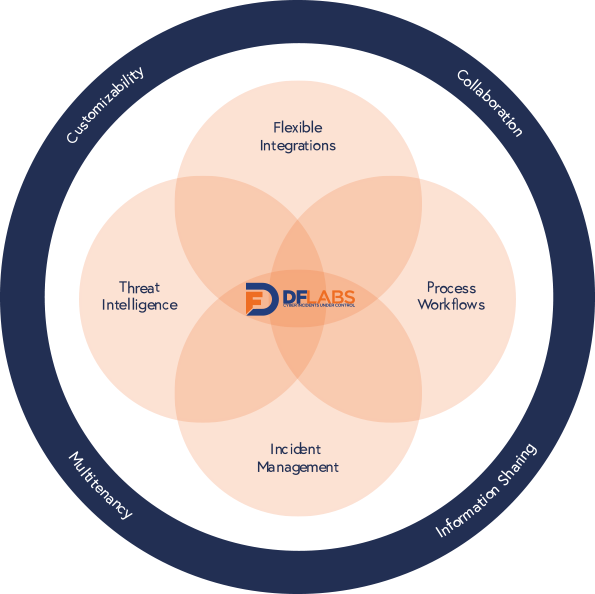 Customizability
Collaboration
Flexible
Integrations
Threat
Intelligence
DFLABS
CYBER INCIDENTS UNDER CONTROL
Process
Workflows
Incident
Management
Multitenancy
Information Sharing